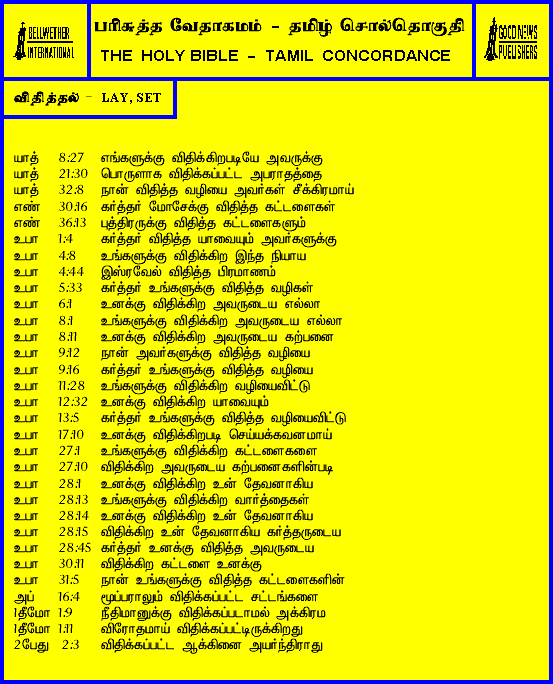 BELLWETHER
INTERNATIONAL
பரிசுத்த வேதாகமம் - தமிழ் சொல்தொகுதி
THE HOLY BIBLE - TAMIL CONCORDANCE
GOOD NEWS
PUBLISHERS
விதித்தல் - LAY, SET
யாத் 8:27 எங்களுக்கு விதிக்கிறபடியே அவருக்கு
யாத் 21:30 பொருளாக விதிக்கப்பட்ட அபராதத்தை
யாத் 32:8 நான் விதித்த வழியை அவர்கள் சீக்கிரமாய்
எண் 30:16 கர்த்தர் மோசேக்கு விதித்த கட்டளைகள்
எண் 36:13 புத்திரருக்கு விதித்த கட்டளைகளும்
உபா 1:4 கர்த்தர் விதித்த யாவையும் அவர்களுக்கு
உபா 4:8 உங்களுக்கு விதிக்கிற இந்த நியாய
உபா 4:44 இஸ்ரவேல் விதித்த பிரமாணம்
உபா 5:33 கர்த்தர் உங்களுக்கு விதித்த வழிகள்
உபா 6:1 உனக்கு விதிக்கிற அவருடைய எல்லா
உபா 8:1 உங்களுக்கு விதிக்கிற அவருடைய எல்லா
உபா 8:11 உனக்கு விதிக்கிற அவருடைய கற்பனை
உபா 9:12 நான் அவர்களுக்கு விதித்த வழியை
உபா 9:16 கர்த்தர் உங்களுக்கு விதித்த வழியை
உபா 11:28 உங்களுக்கு விதிக்கிற வழியைவிட்டு
உபா 12:32 உனக்கு விதிக்கிற யாவையும்
உபா 13:5 கர்த்தர் உங்களுக்கு விதித்த வழியைவிட்டு
உபா 17:10 உனக்கு விதிக்கிறபடி செய்யக்கவனமாய்
உபா 27:1 உங்களுக்கு விதிக்கிற கட்டளைகளை
உபா 27:10 விதிக்கிற அவருடைய கற்பனைகளின்படி
உபா 28:1 உனக்கு விதிக்கிற உன் தேவனாகிய
உபா 28:13 உங்களுக்கு விதிக்கிற வார்த்தைகள்
உபா 28:14 உனக்கு விதிக்கிற உன் தேவனாகிய
உபா 28:15 விதிக்கிற உன் தேவனாகிய கர்த்தருடைய
உபா 28:45 கர்த்தர் உனக்கு விதித்த அவருடைய
உபா 30:11 விதிக்கிற கட்டளை உனக்கு
உபா 31:5 நான் உங்களுக்கு விதித்த கட்டளைகளின்
அப் 16:4 மூப்பராலும் விதிக்கப்பட்ட சட்டங்களை
1தீமோ 1:9 நீதிமானுக்கு விதிக்கப்படாமல் அக்கிரம
1தீமோ 1:11 விரோதமாய் விதிக்கப்பட்டிருக்கிறது
2பேது 2:3 விதிக்கப்பட்ட ஆக்கினை அயர்ந்திராது